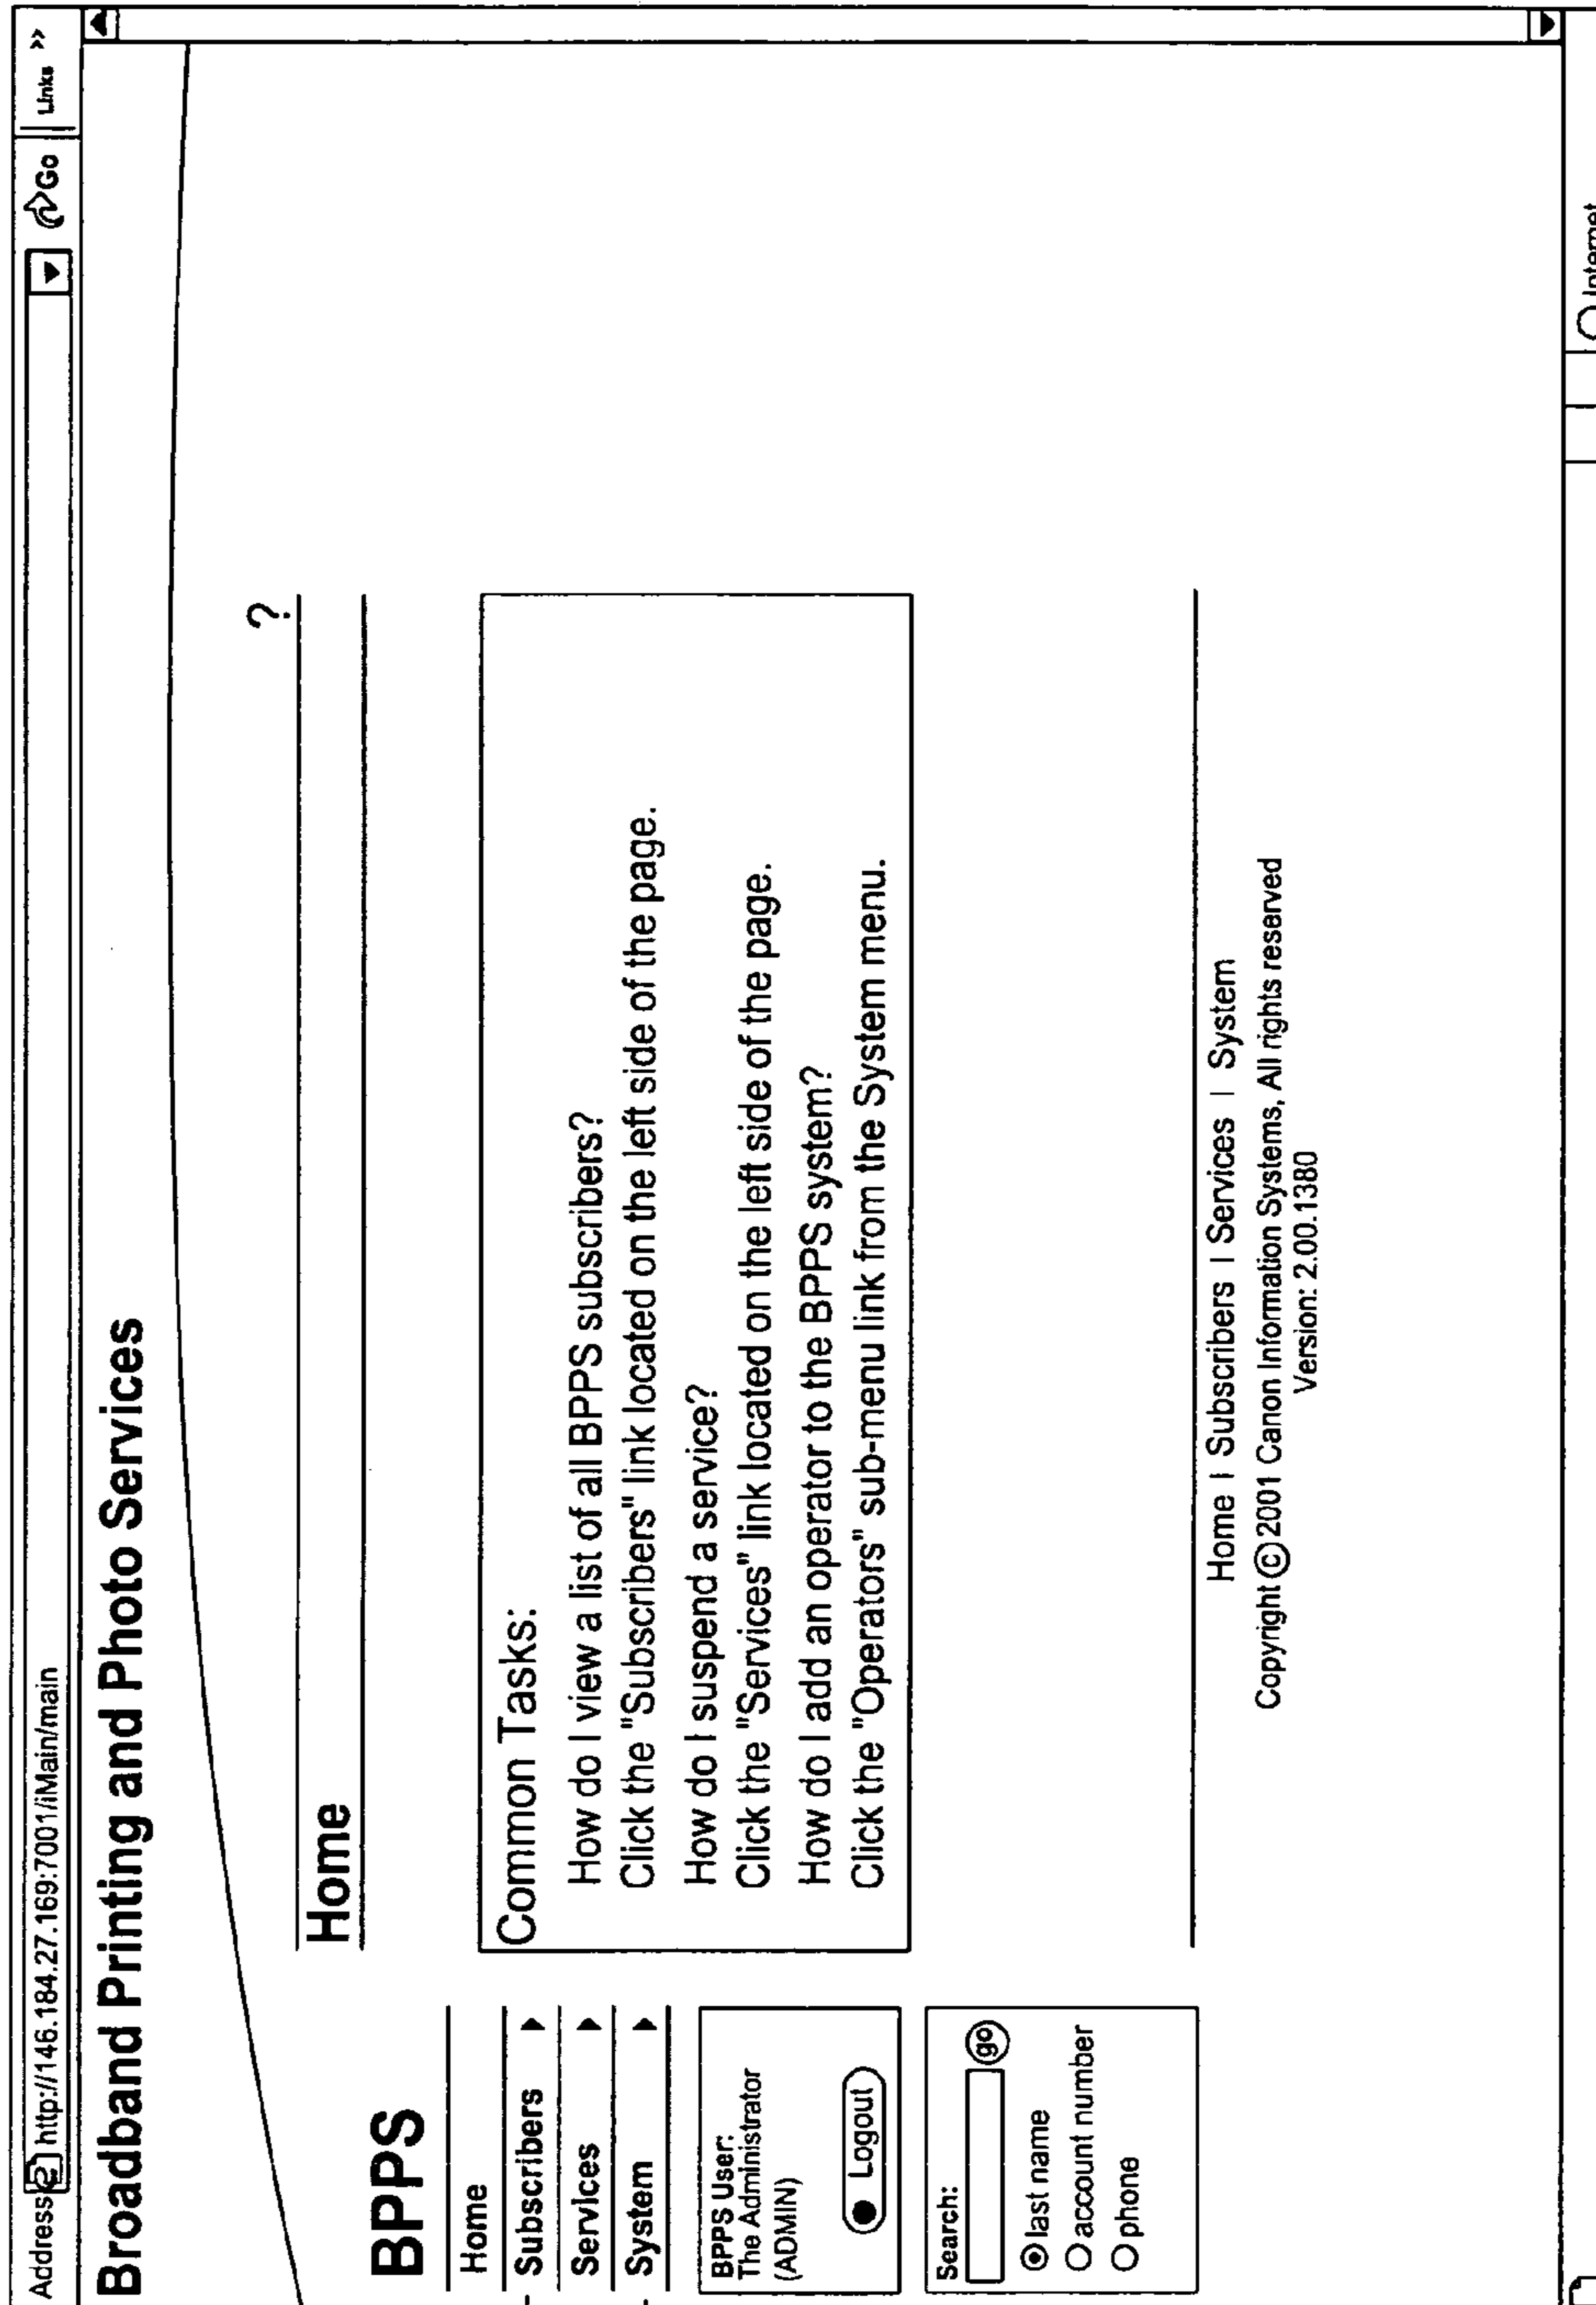 Address http://146.184.27.169:7001/iMain/main Go Links »
Broadband Printing and Photo Services
BPPS
Home
Subscribers
Services
System
BPPS User:
The Administrator
(ADMIN)
Logout
Search:
go
last name
account number
phone
?
Home
Common Tasks:
How do I view a list of all BPPS subscribers?
Click the "Subscribers" link located on the left side of the page.
How do I suspend a service?
Click the "Services" link located on the left side of the page.
How do I add an operator to the BPPS system?
Click the "Operators" sub-menu link from the System menu.
Home | Subscribers | Services | System
Copyright © 2001 Canon Information Systems, All rights reserved
Version: 2.00.1380
Internet